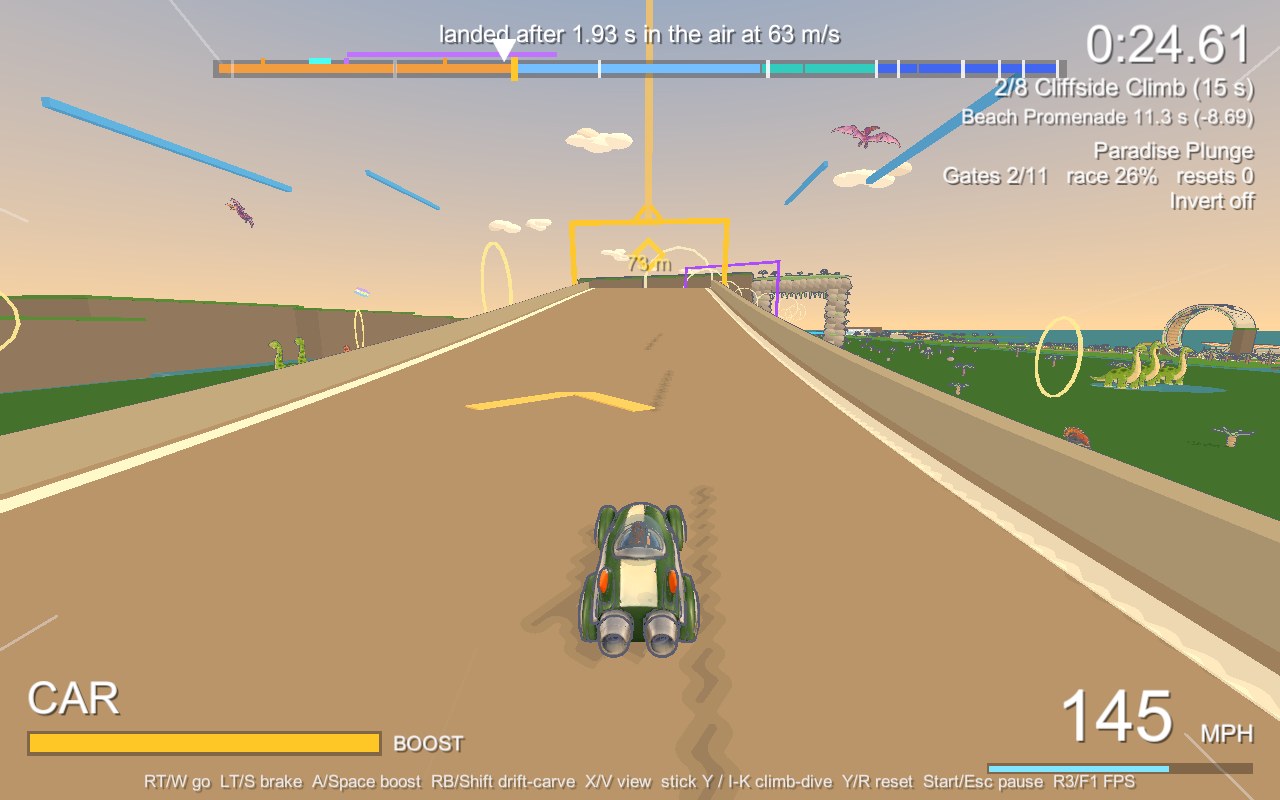 landed after 1.93 s in the air at 63 m/s
0:24.61
2/8 Cliffside Climb (15 s)
Beach Promenade 11.3 s (-8.69)
Paradise Plunge
Gates 2/11 race 26% resets 0
Invert off
73 m
CAR
BOOST
145 MPH
RT/W go LT/S brake A/Space boost RB/Shift drift-carve X/V view stick Y / I-K climb-dive Y/R reset Start/Esc pause R3/F1 FPS